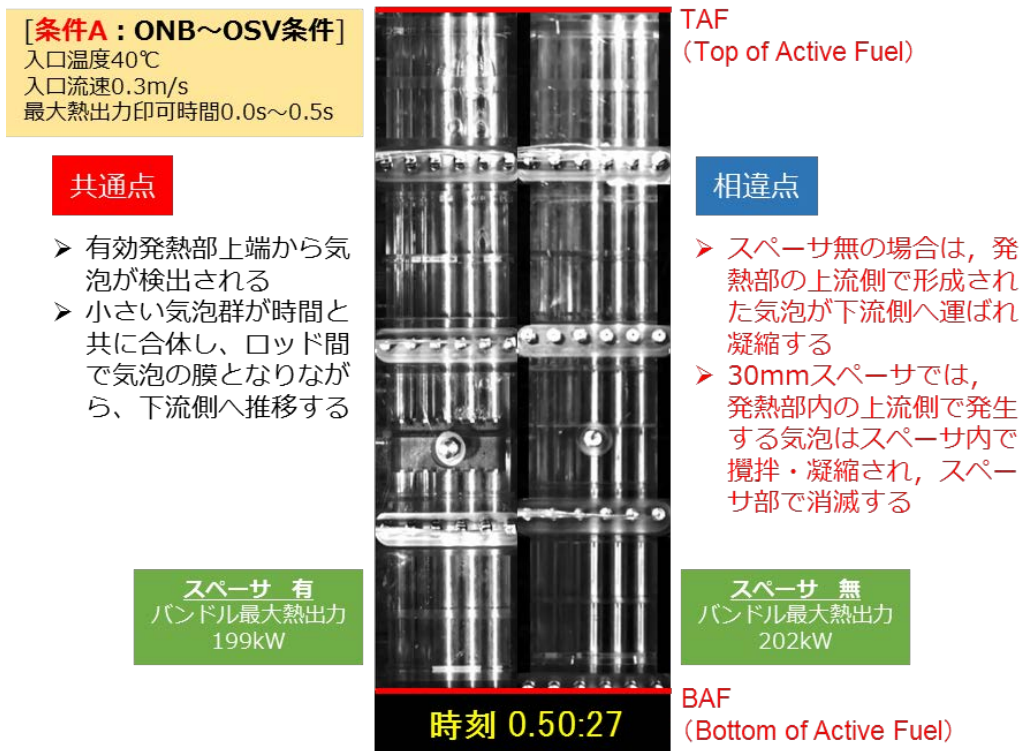 [条件A：ONB～OSV条件]
入口温度40℃
入口流速0.3m/s
最大熱出力印可時間0.0s～0.5s
TAF
（Top of Active Fuel）
共通点
➢ 有効発熱部上端から気
泡が検出される
➢ 小さい気泡群が時間と
共に合体し、ロッド間
で気泡の膜となりなが
ら、下流側へ推移する
相違点
➢ スペーサ無の場合は，発
熱部の上流側で形成され
た気泡が下流側へ運ばれ
凝縮する
➢ 30mmスペーサでは，
発熱部内の上流側で発生
する気泡はスペーサ内で
攪拌・凝縮され，スペー
サ部で消滅する
スペーサ 有
バンドル最大熱出力
199kW
スペーサ 無
バンドル最大熱出力
202kW
時刻 0.50:27
BAF
（Bottom of Active Fuel）